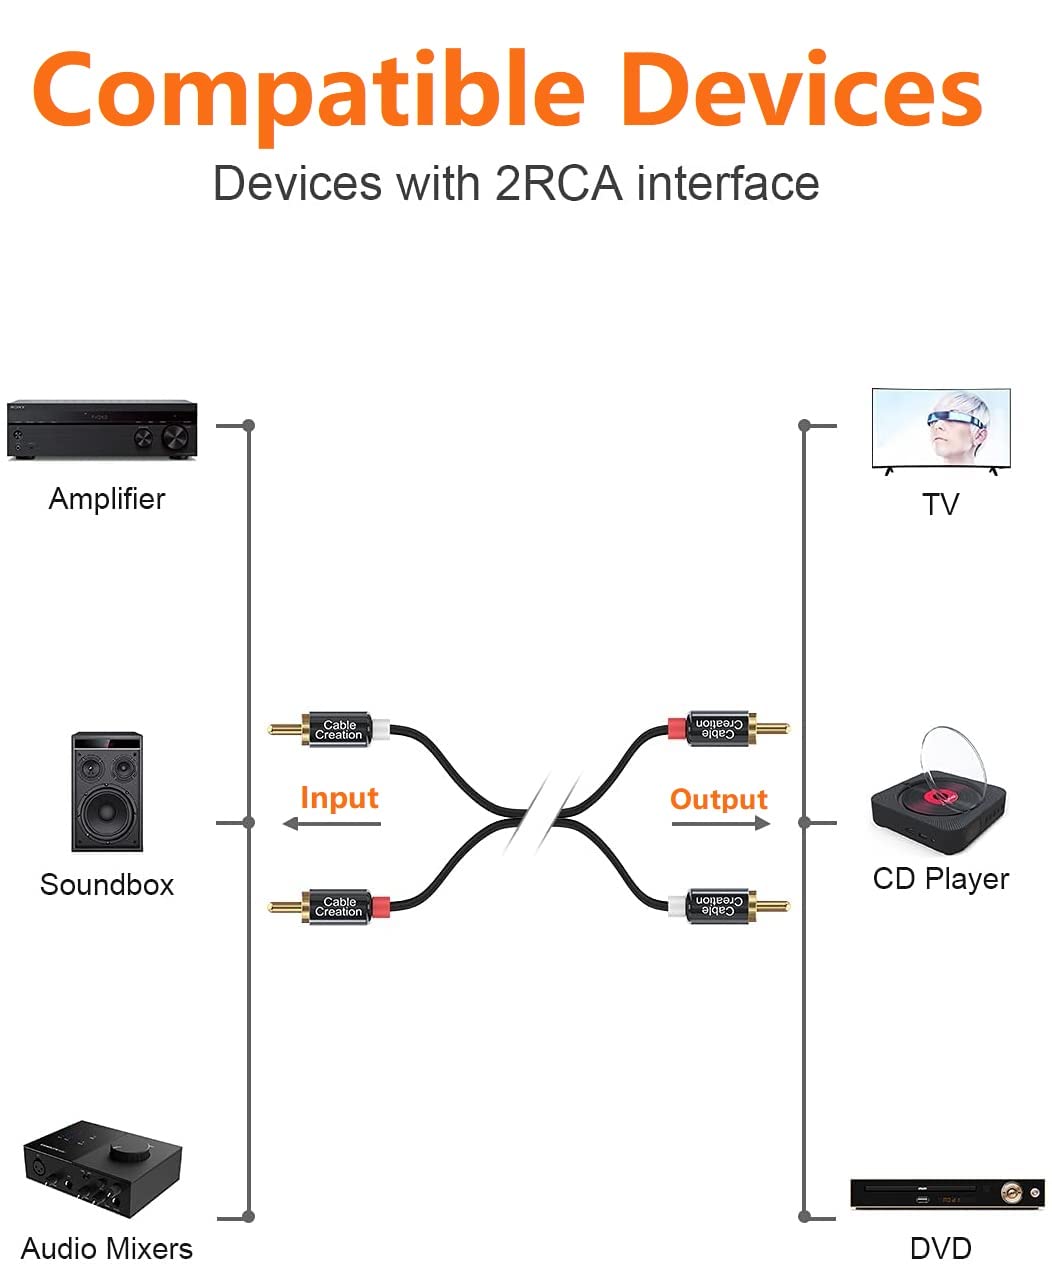 Compatible Devices
Devices with 2RCA interface
SONY
Amplifier
TV
Cable
Creation
Cable
Creation
Input
Output
Soundbox
CD Player
Cable
Creation
Cable
Creation
Audio Mixers
DVD